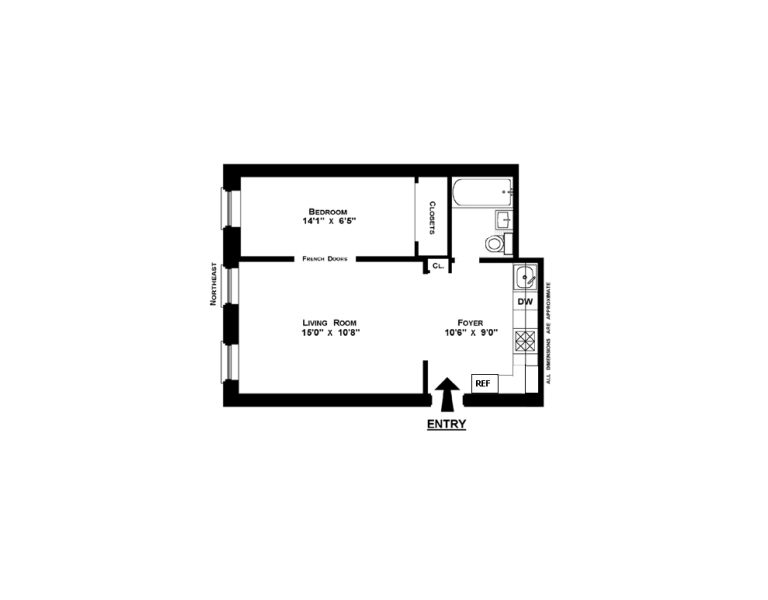 BEDROOM
14'1" X 6'5"
CLOSETS
FRENCH DOORS
CL.
NORTHEAST
DW
LIVING ROOM
15'0" X 10'8"
FOYER
10'6" X 9'0"
ALL DIMENSIONS ARE APPROXIMATE
REF
ENTRY